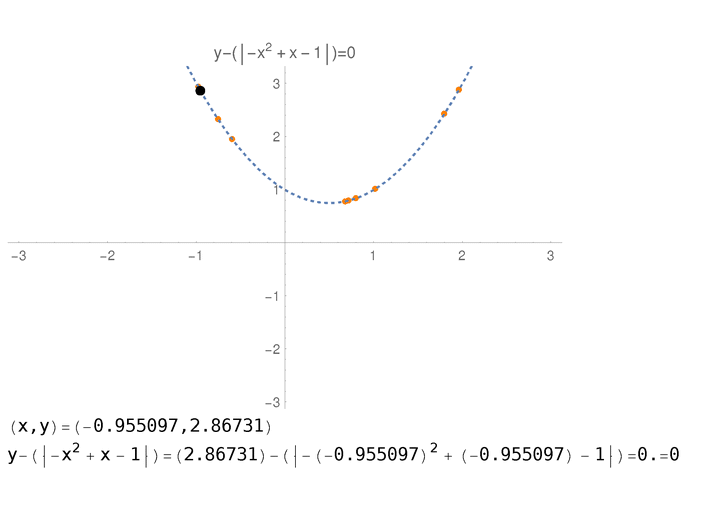 y−(|−x² + x − 1|)=0
3
2
1
−3 −2 −1 1 2 3
−1
−2
−3
(x,y)=(−0.955097,2.86731)
y−(|−x² + x − 1|)=(2.86731)−(|−(−0.955097)² + (−0.955097) − 1|)=0.=0